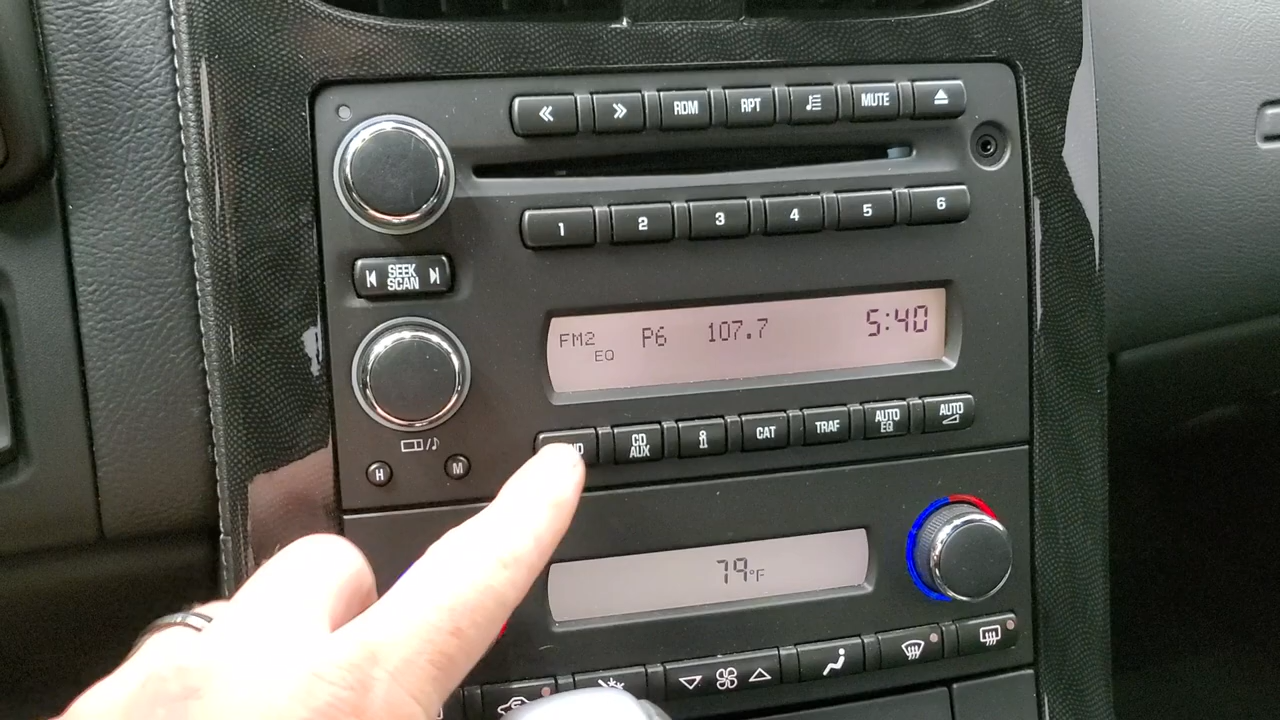 RDM RPT MUTE
1 2 3 4 5 6
SEEK
SCAN
FM2 P6 107.7 5:40
EQ
CD
AUX
i CAT TRAF
AUTO
EQ
AUTO
H M
79°F